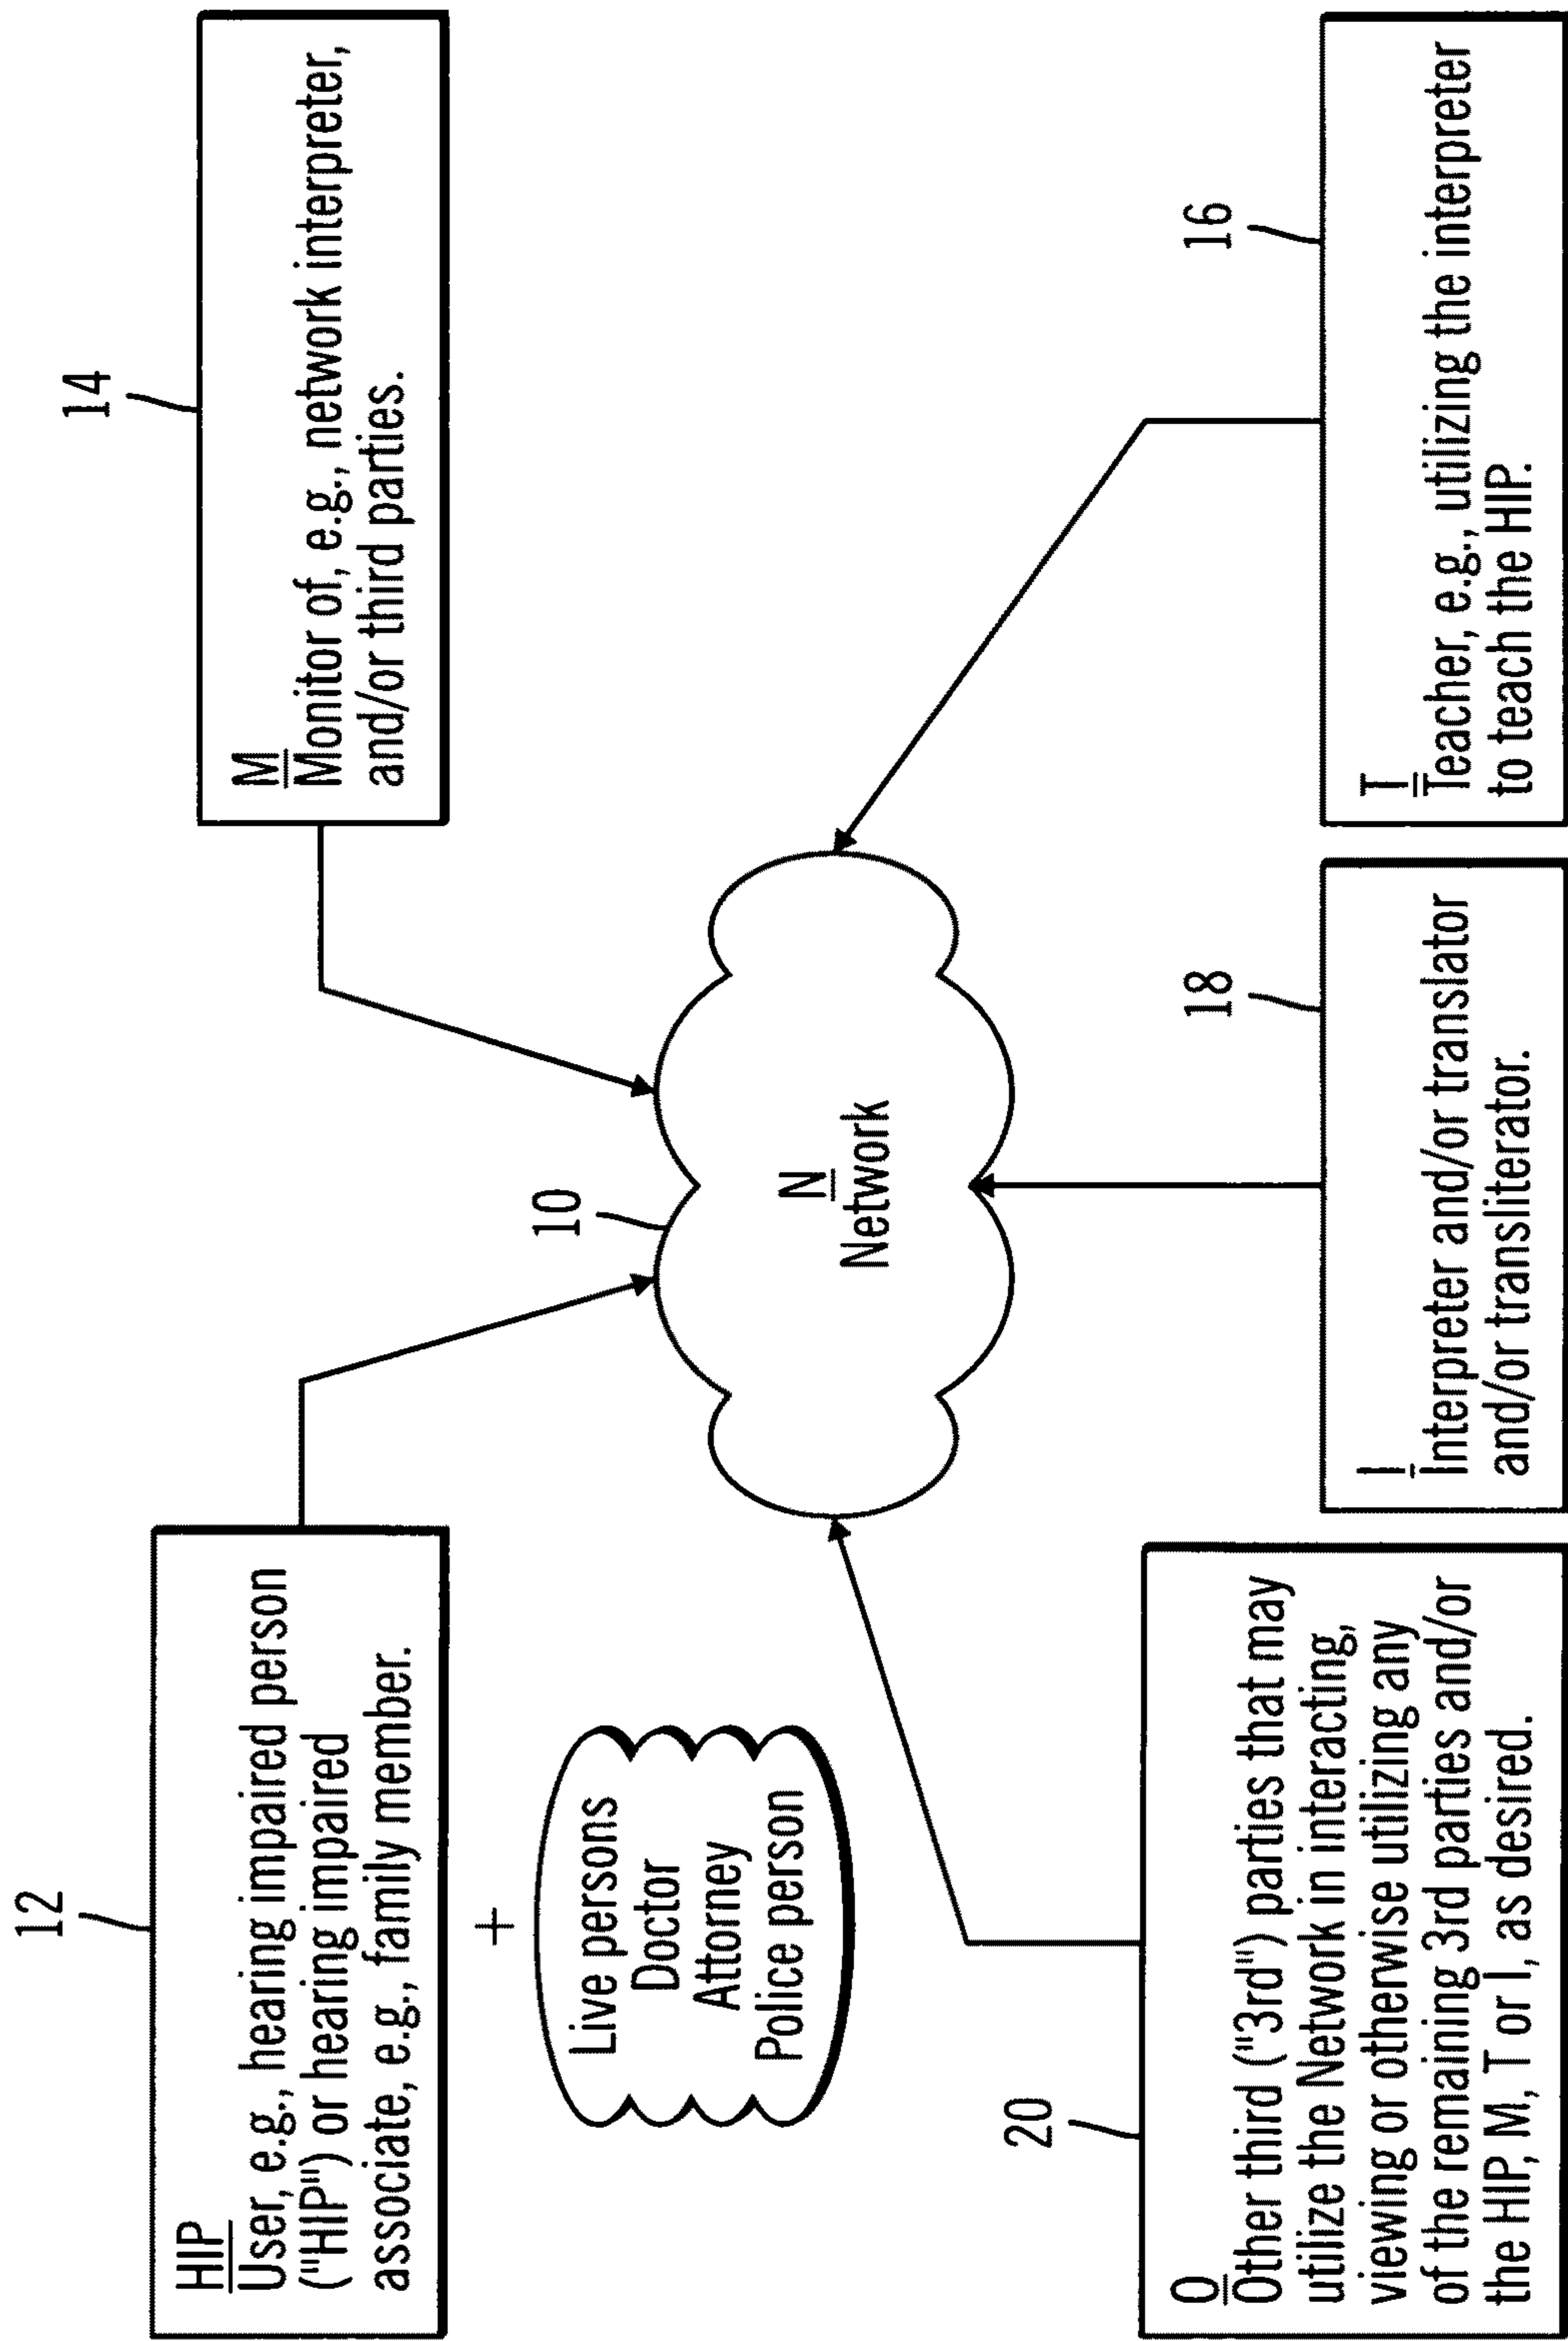 12
HIP
User, e.g., hearing impaired person
("HIP") or hearing impaired
associate, e.g., family member.
+
Live persons
Doctor
Attorney
Police person
14
M
Monitor of, e.g., network interpreter,
and/or third parties.
10
N
Network
20
O
Other third ("3rd") parties that may
utilize the Network in interacting,
viewing or otherwise utilizing any
of the remaining 3rd parties and/or
the HIP, M, T or I, as desired.
18
I
Interpreter and/or translator
and/or transliterator.
16
T
Teacher, e.g., utilizing the interpreter
to teach the HIP.